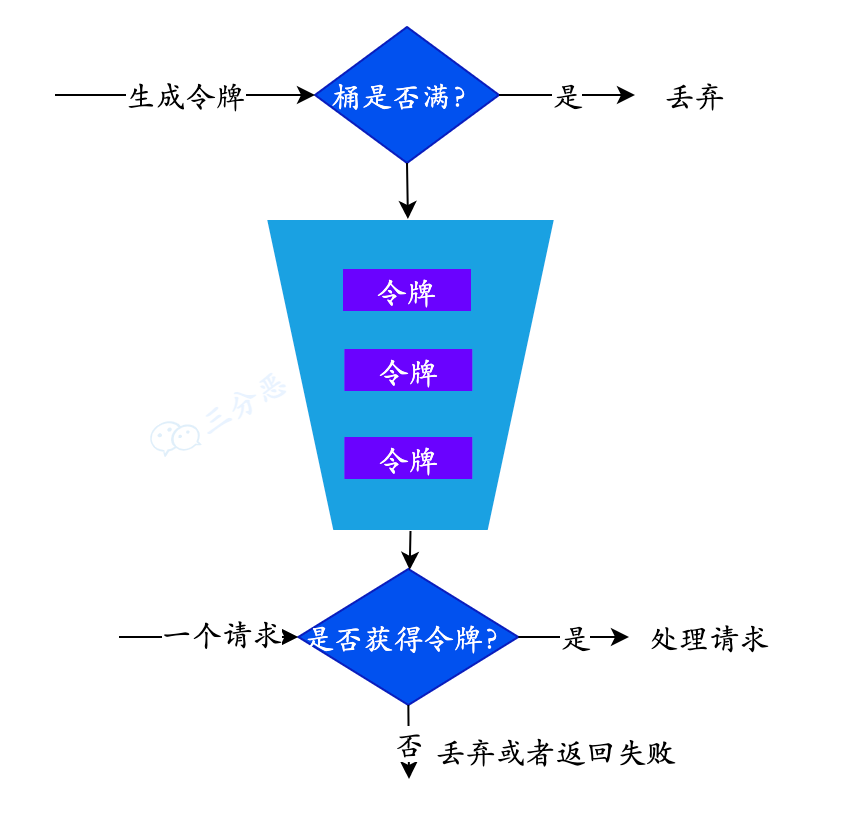 生成令牌
桶是否满?
是
丢弃
令牌
令牌
令牌
三分恶
一个请求
是否获得令牌?
是
处理请求
否
丢弃或者返回失败